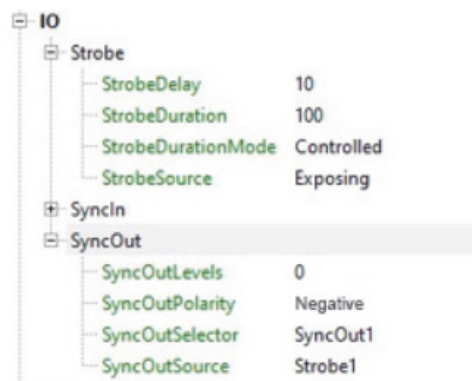 IO
Strobe
StrobeDelay 10
StrobeDuration 100
StrobeDurationMode Controlled
StrobeSource Exposing
SyncIn
SyncOut
SyncOutLevels 0
SyncOutPolarity Negative
SyncOutSelector SyncOut1
SyncOutSource Strobe1